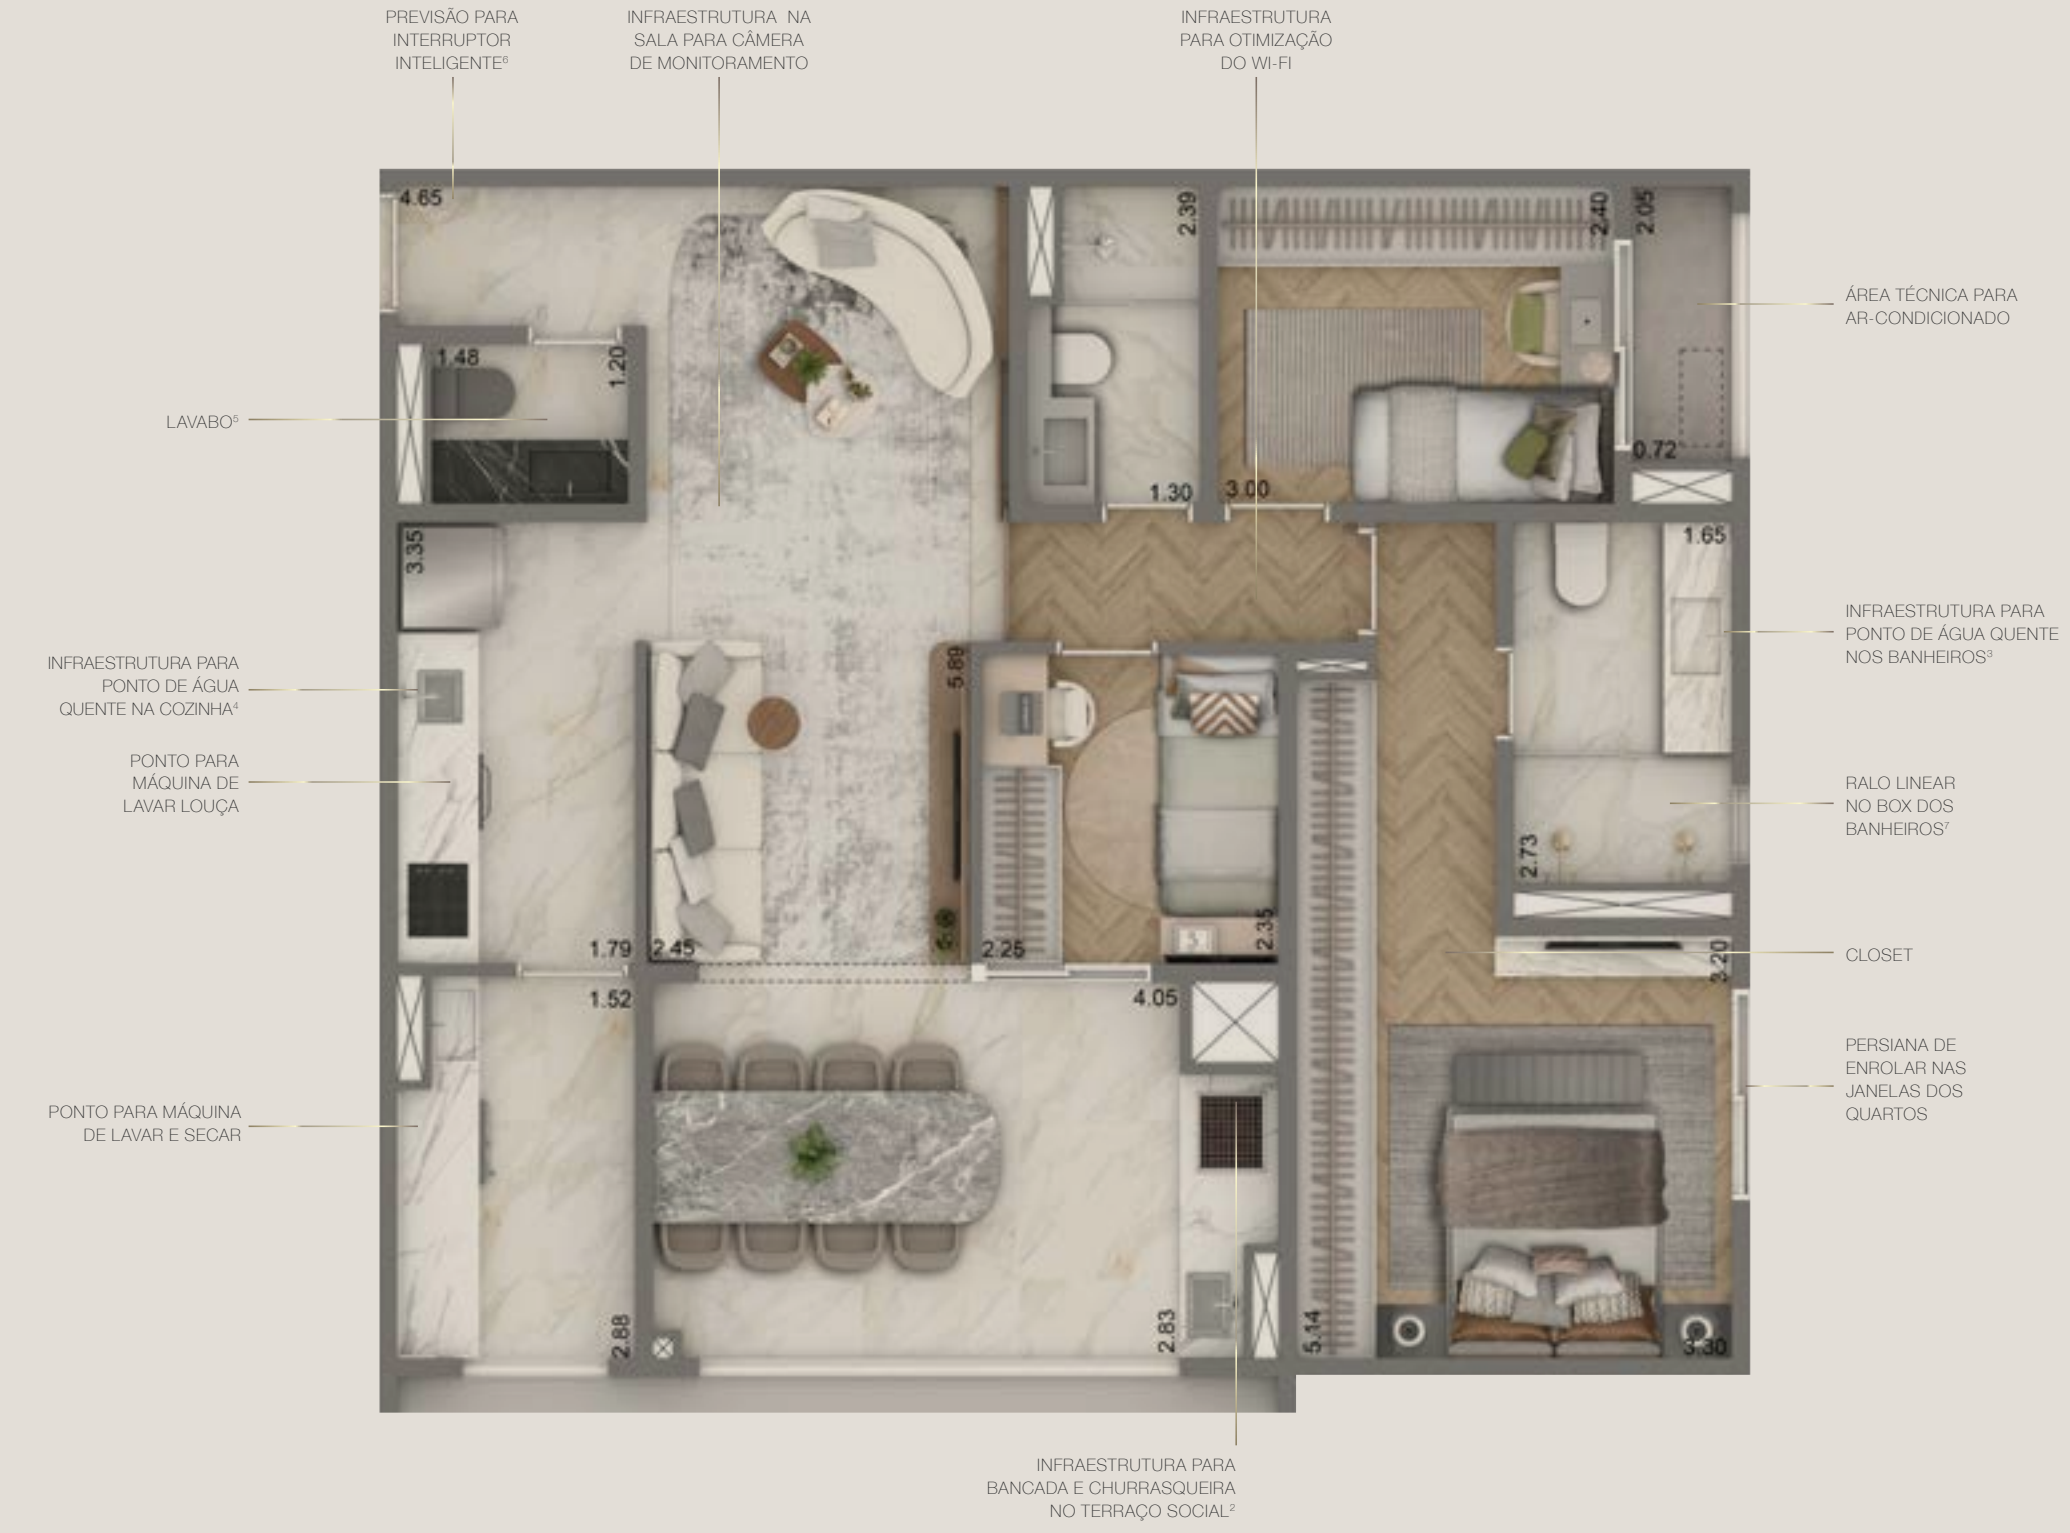 PREVISÃO PARA
INTERRUPTOR
INTELIGENTE⁶
INFRAESTRUTURA NA
SALA PARA CÂMERA
DE MONITORAMENTO
INFRAESTRUTURA
PARA OTIMIZAÇÃO
DO WI-FI
4.65
2.39
2.40
2.05
ÁREA TÉCNICA PARA
AR-CONDICIONADO
1.48
1.20
LAVABO⁵
0.72
1.30
3.00
3.35
1.65
INFRAESTRUTURA PARA
PONTO DE ÁGUA QUENTE
NOS BANHEIROS³
INFRAESTRUTURA PARA
PONTO DE ÁGUA
QUENTE NA COZINHA⁴
5.89
PONTO PARA
MÁQUINA DE
LAVAR LOUÇA
RALO LINEAR
NO BOX DOS
BANHEIROS⁷
2.73
2.35
1.79
2.45
2.25
3.20
CLOSET
1.52
4.05
PERSIANA DE
ENROLAR NAS
JANELAS DOS
QUARTOS
PONTO PARA MÁQUINA
DE LAVAR E SECAR
2.88
2.83
5.14
3.30
INFRAESTRUTURA PARA
BANCADA E CHURRASQUEIRA
NO TERRAÇO SOCIAL²